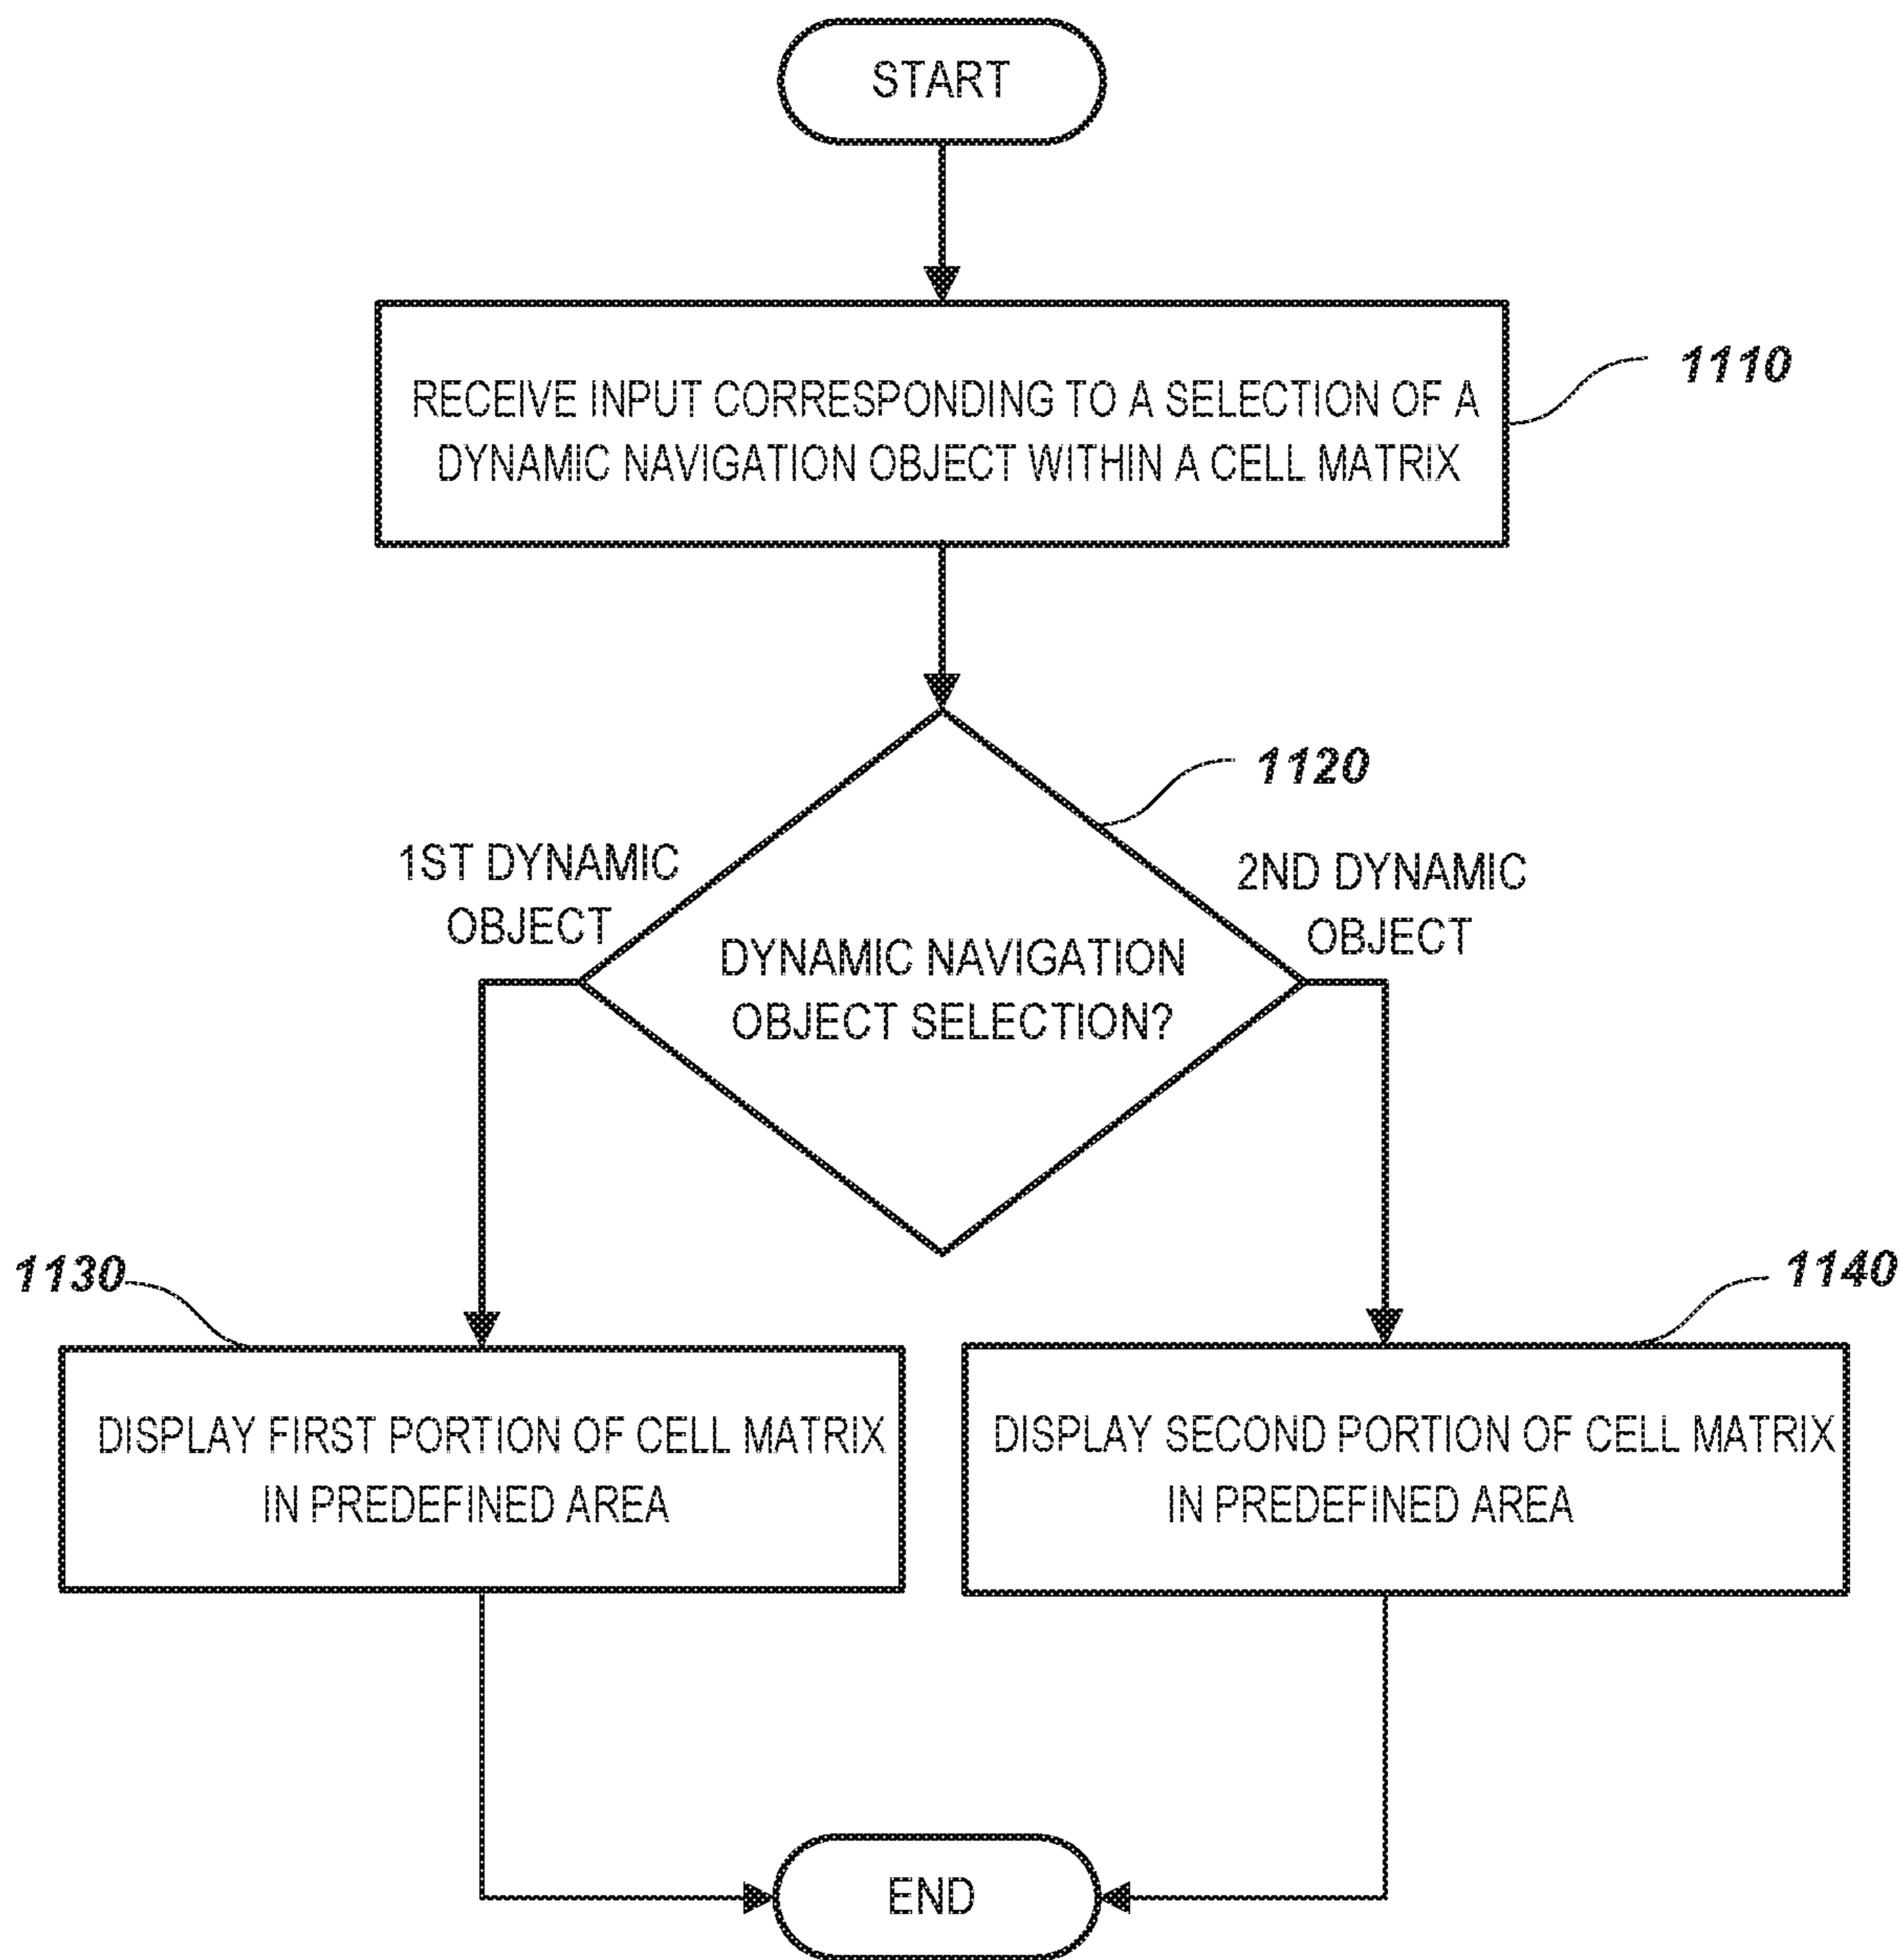 START
RECEIVE INPUT CORRESPONDING TO A SELECTION OF A
DYNAMIC NAVIGATION OBJECT WITHIN A CELL MATRIX
1110
1120
1ST DYNAMIC
OBJECT
2ND DYNAMIC
OBJECT
DYNAMIC NAVIGATION
OBJECT SELECTION?
1130
1140
DISPLAY FIRST PORTION OF CELL MATRIX
IN PREDEFINED AREA
DISPLAY SECOND PORTION OF CELL MATRIX
IN PREDEFINED AREA
END